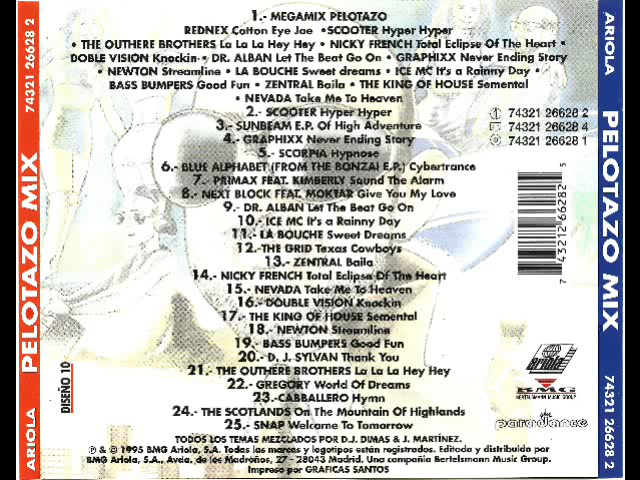 1.- MEGAMIX PELOTAZO
REDNEX Cotton Eye Jae • SCOOTER Hyper Hyper
• THE OUTHERE BROTHERS La La La Hey Hey • NICKY FRENCH Total Eclipse Of The Heart •
DOBLE VISION Knockin • DR. ALBAN Let The Beat Go On • GRAPHIXX Never Ending Story
• NEWTON Streamline • LA BOUCHE Sweet dreams • ICE MC It's a Rainny Day •
BASS BUMPERS Good Fun • ZENTRAL Baila • THE KING OF HOUSE Semental
• NEVADA Take Me To Heaven
2.- SCOOTER Hyper Hyper
3.- SUNBEAM E.P. Of High Adventure
4.- GRAPHIXX Never Ending Story
5.- SCORPIA Hypnose
6.- BLUE ALPHABET (FROM THE BONZAI E.P.) Cybertrance
7.- PRIMAX FEAT. KIMBERLY Sound The Alarm
8.- NEXT BLOCK FEAT. MOKTAR Give You My Love
9.- DR. ALBAN Let The Beat Go On
10.- ICE MC It's a Rainny Day
11.- LA BOUCHE Sweet Dreams
12.- THE GRID Texas Cowboys
13.- ZENTRAL Baila
14.- NICKY FRENCH Total Eclipse Of The Heart
15.- NEVADA Take Me To Heaven
16.- DOUBLE VISION Knockin
17.- THE KING OF HOUSE Semental
18.- NEWTON Streamline
19.- BASS BUMPERS Good Fun
20.- D. J. SYLVAN Thank You
21.- THE OUTHERE BROTHERS La La La Hey Hey
22.- GREGORY World Of Dreams
23.- CABBALLERO Hymn
24.- THE SCOTLANDS On The Mountain Of Highlands
25.- SNAP Welcome To Tomorrow
TODOS LOS TEMAS MEZCLADOS POR D.J. DIMAS & J. MARTÍNEZ.
℗ & © 1995 BMG Ariola, S.A. Todas las marcas y logotipos están registrados. Editado y distribuido por
BMG Ariola, S.A., Avda. de los Madroños, 27 - 28043 Madrid. Una compañía Bertelsmann Music Group.
Impreso por GRAFICAS SANTOS
74321 26628 2
74321 26628 4
74321 26628 1
7 43212 66282 5
Ariola
BMG
BERTELSMANN MUSIC GROUP
paradance
DISEÑO 10
ARIOLA PELOTAZO MIX 74321 26628 2
ARIOLA PELOTAZO MIX 74321 26628 2